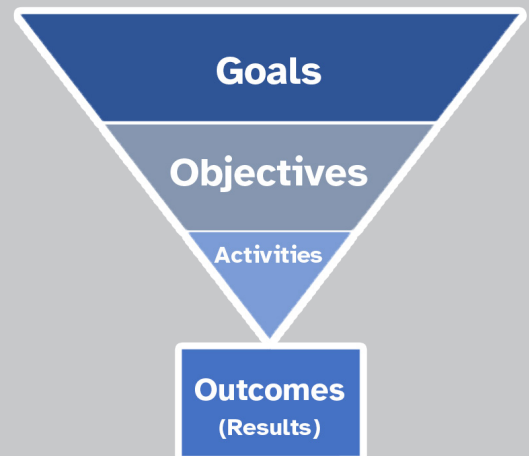 Goals
Objectives
Activities
Outcomes
(Results)